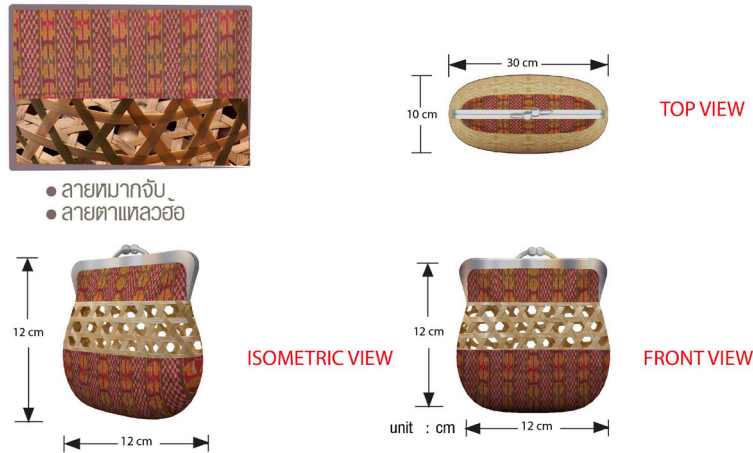 30 cm
10 cm
TOP VIEW
● ลายหมากจับ
● ลายตาแหลวฮ้อ
12 cm
ISOMETRIC VIEW
12 cm
12 cm
FRONT VIEW
unit : cm
12 cm